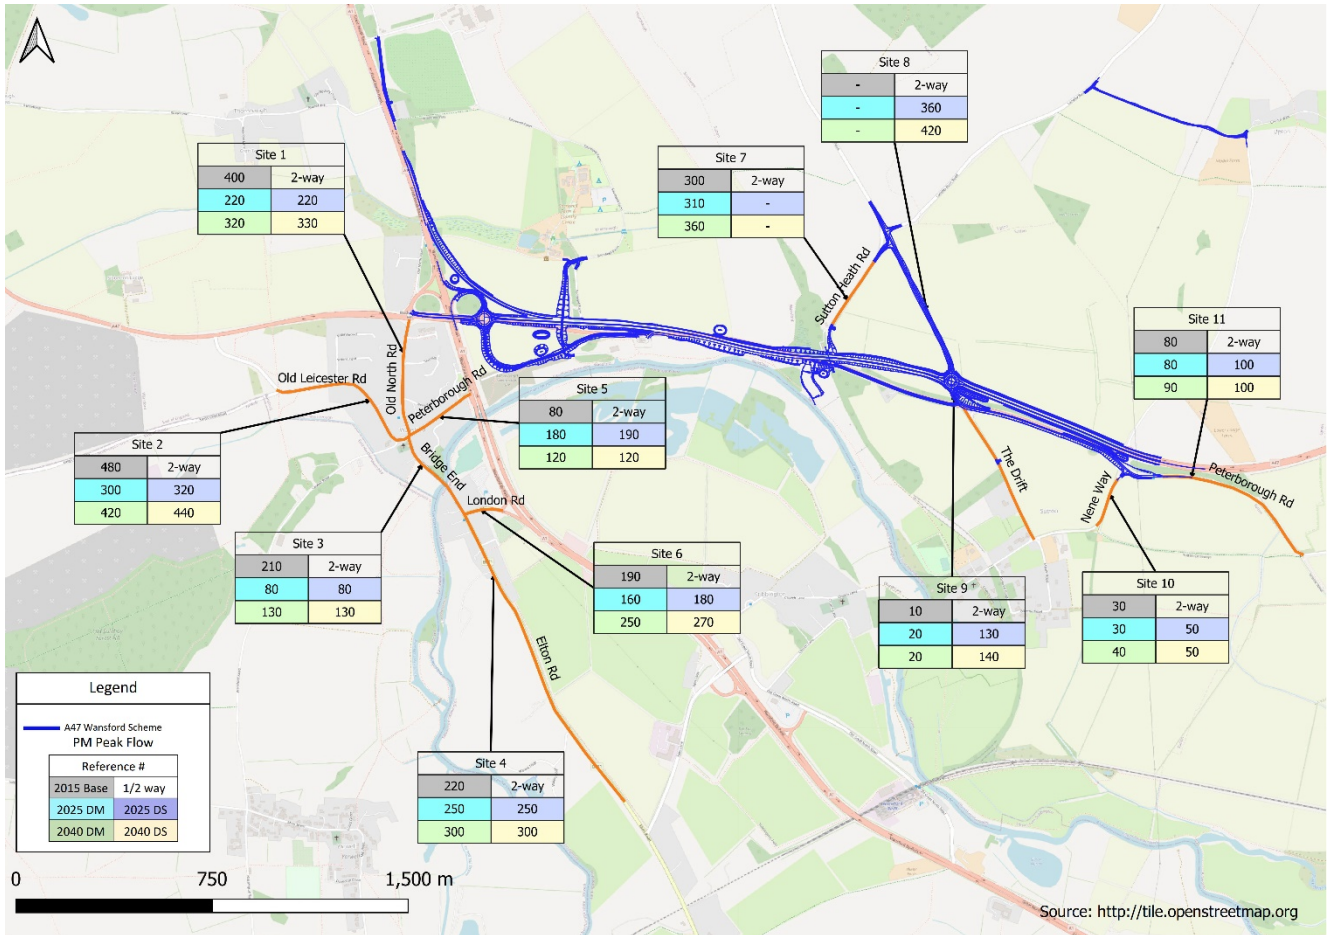 Site 8
- 2-way
- 360
- 420
Site 1
400 2-way
220 220
320 330
Site 7
300 2-way
310 -
360 -
Sutton Heath Rd
Site 11
80 2-way
80 100
90 100
Old Leicester Rd
Old North Rd
Peterborough Rd
Site 5
80 2-way
180 190
120 120
Site 2
480 2-way
300 320
420 440
Bridge End
London Rd
The Drift
Nene Way
Peterborough Rd
Site 3
210 2-way
80 80
130 130
Site 6
190 2-way
160 180
250 270
Site 9
10 2-way
20 130
20 140
Site 10
30 2-way
30 50
40 50
Elton Rd
Legend
A47 Wansford Scheme
PM Peak Flow
Reference #
2015 Base 1/2 way
2025 DM 2025 DS
2040 DM 2040 DS
Site 4
220 2-way
250 250
300 300
0 750 1,500 m
Source: http://tile.openstreetmap.org